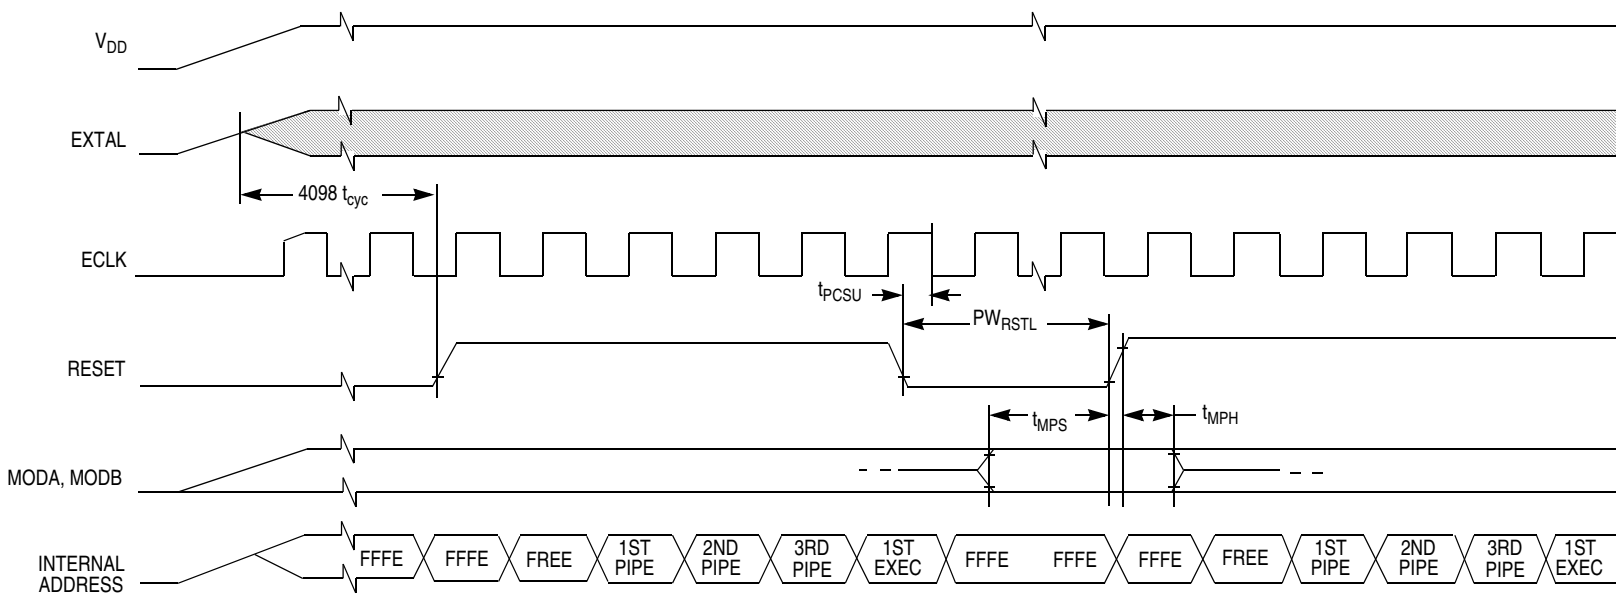 VDD
EXTAL
4098 tcyc
ECLK
tPCSU
PWRSTL
RESET
tMPS
tMPH
MODA, MODB
INTERNAL
ADDRESS
FFFE
FFFE
FREE
1ST
PIPE
2ND
PIPE
3RD
PIPE
1ST
EXEC
FFFE
FFFE
FFFE
FREE
1ST
PIPE
2ND
PIPE
3RD
PIPE
1ST
EXEC